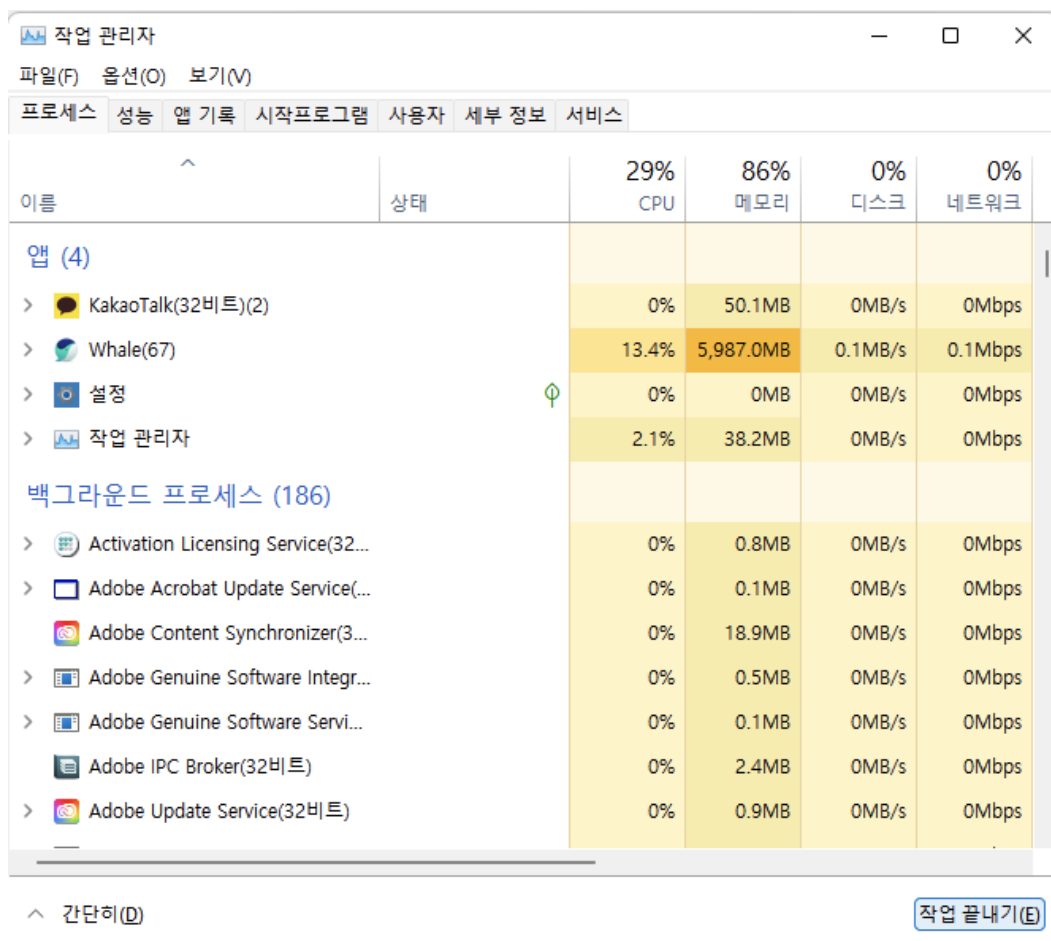 작업 관리자
파일(F) 옵션(O) 보기(V)
프로세스 성능 앱 기록 시작프로그램 사용자 세부 정보 서비스
29% 86% 0% 0%
이름 상태 CPU 메모리 디스크 네트워크
앱 (4)
KakaoTalk(32비트)(2) 0% 50.1MB 0MB/s 0Mbps
Whale(67) 13.4% 5,987.0MB 0.1MB/s 0.1Mbps
설정 0% 0MB 0MB/s 0Mbps
작업 관리자 2.1% 38.2MB 0MB/s 0Mbps
백그라운드 프로세스 (186)
Activation Licensing Service(32... 0% 0.8MB 0MB/s 0Mbps
Adobe Acrobat Update Service(... 0% 0.1MB 0MB/s 0Mbps
Adobe Content Synchronizer(3... 0% 18.9MB 0MB/s 0Mbps
Adobe Genuine Software Integr... 0% 0.5MB 0MB/s 0Mbps
Adobe Genuine Software Servi... 0% 0.1MB 0MB/s 0Mbps
Adobe IPC Broker(32비트) 0% 2.4MB 0MB/s 0Mbps
Adobe Update Service(32비트) 0% 0.9MB 0MB/s 0Mbps
간단히(D) 작업 끝내기(E)